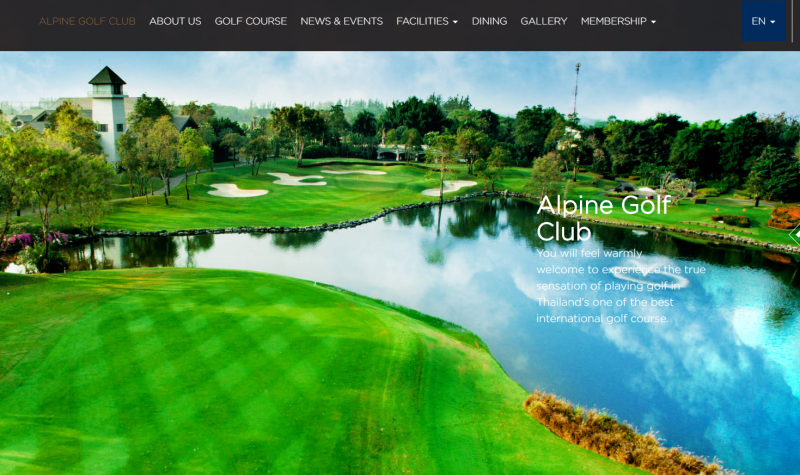 ALPINE GOLF CLUB ABOUT US GOLF COURSE NEWS & EVENTS FACILITIES DINING GALLERY MEMBERSHIP EN
Alpine Golf
Club
You will feel warmly
welcome to experience the true
sensation of playing golf in
Thailand's one of the best
international golf course.